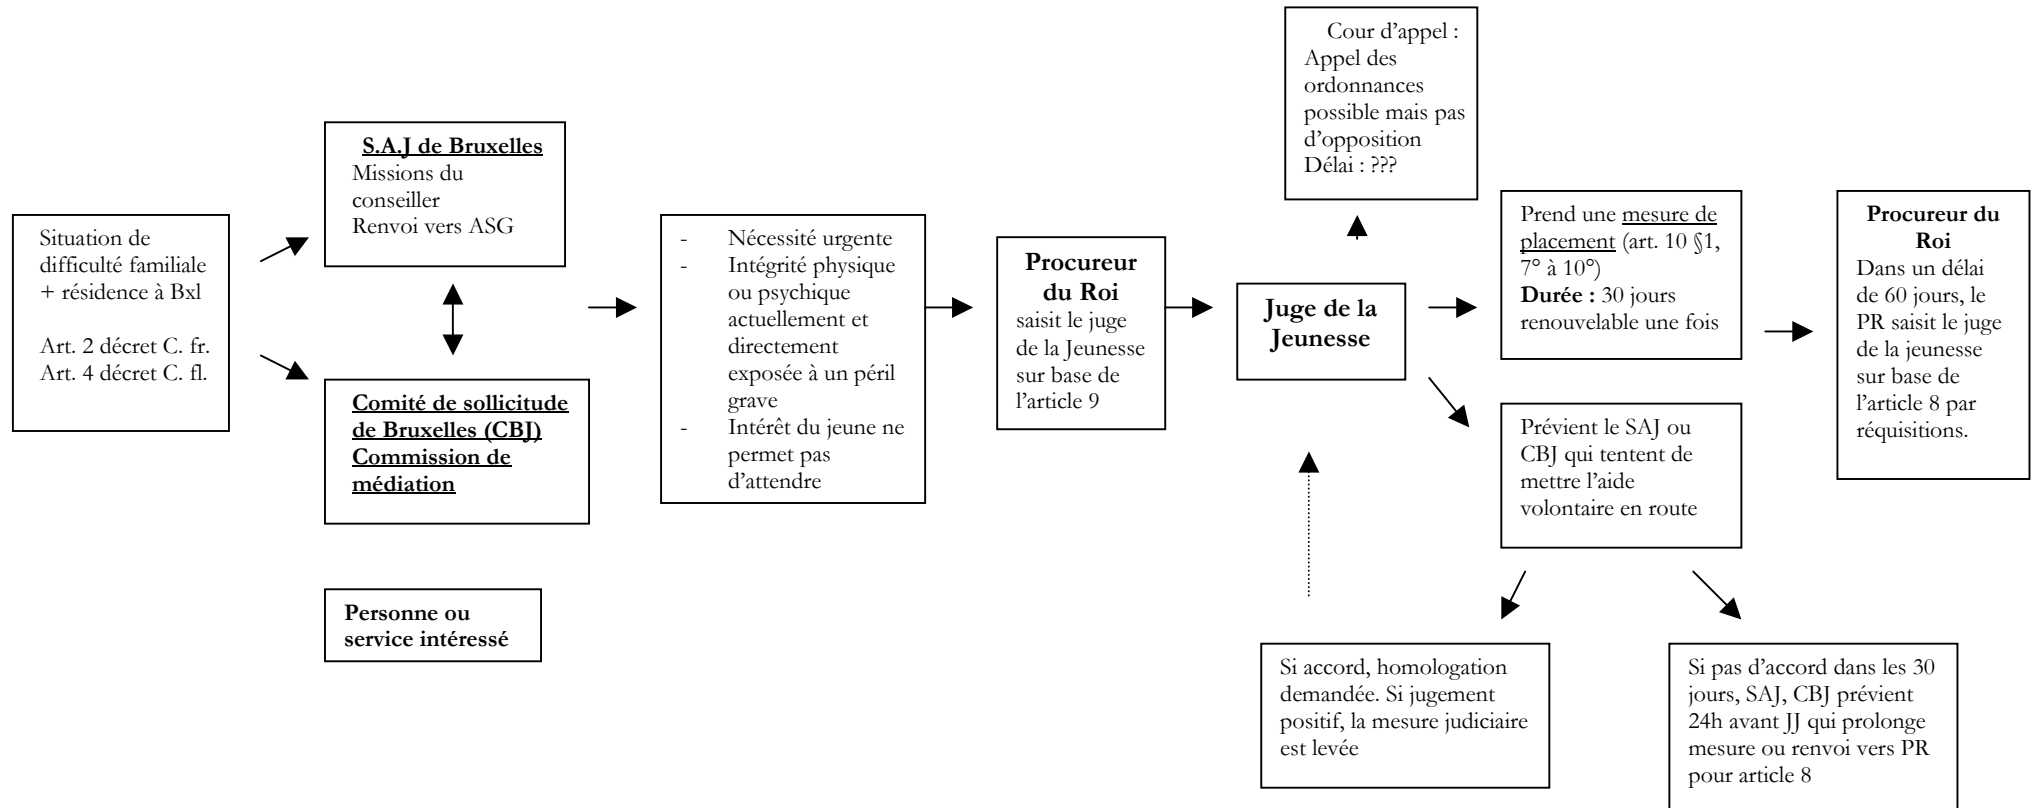 Situation de
difficulté familiale
+ résidence à Bxl
Art. 2 décret C. fr.
Art. 4 décret C. fl.
S.A.J de Bruxelles
Missions du
conseiller
Renvoi vers ASG
Comité de sollicitude
de Bruxelles (CBJ)
Commission de
médiation
Personne ou
service intéressé
- Nécessité urgente
- Intégrité physique
ou psychique
actuellement et
directement
exposée à un péril
grave
- Intérêt du jeune ne
permet pas
d’attendre
Procureur
du Roi
saisit le juge
de la Jeunesse
sur base de
l’article 9
Cour d’appel :
Appel des
ordonnances
possible mais pas
d’opposition
Délai : ???
Juge de la
Jeunesse
Prend une mesure de
placement (art. 10 §1,
7° à 10°)
Durée : 30 jours
renouvelable une fois
Prévient le SAJ ou
CBJ qui tentent de
mettre l’aide
volontaire en route
Procureur du
Roi
Dans un délai
de 60 jours, le
PR saisit le juge
de la jeunesse
sur base de
l’article 8 par
réquisitions.
Si accord, homologation
demandée. Si jugement
positif, la mesure judiciaire
est levée
Si pas d’accord dans les 30
jours, SAJ, CBJ prévient
24h avant JJ qui prolonge
mesure ou renvoi vers PR
pour article 8